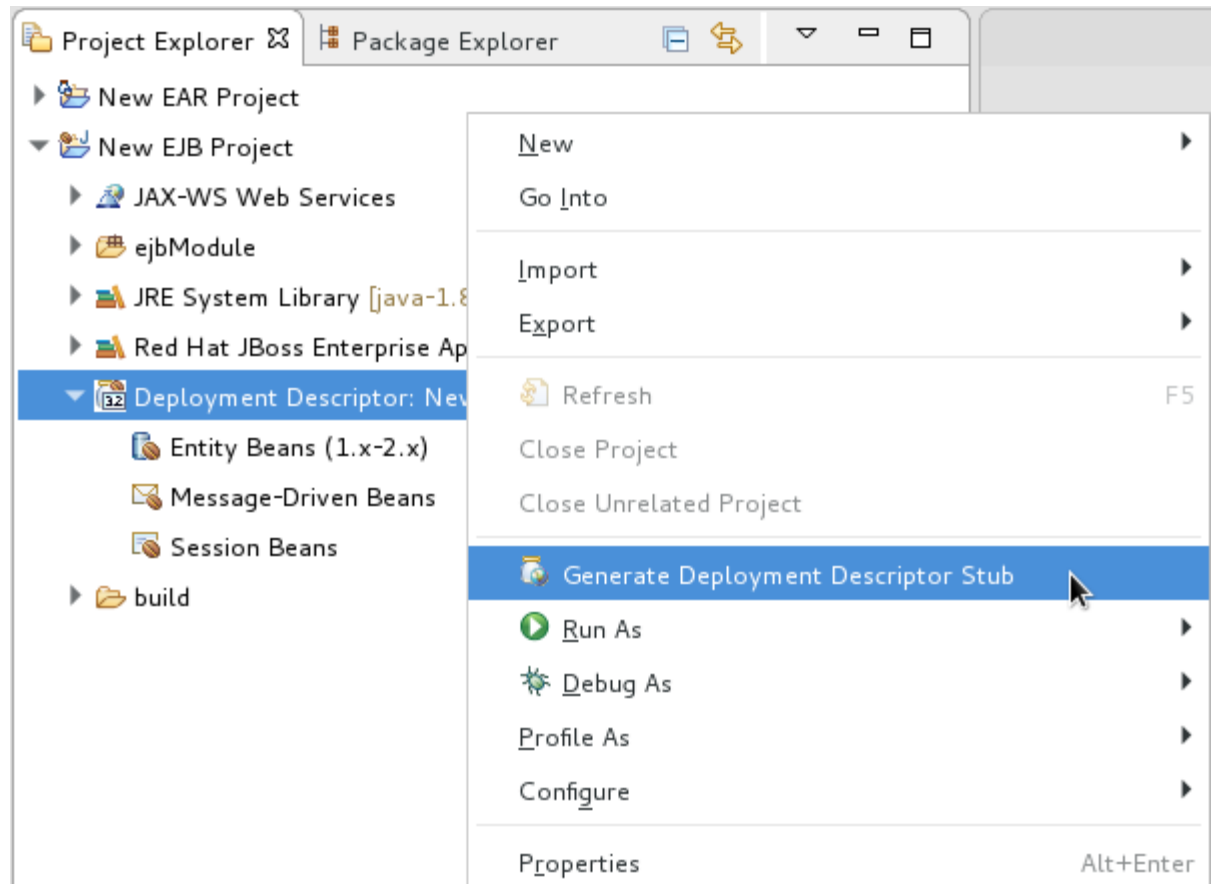 Project Explorer
Package Explorer
New EAR Project
New EJB Project
JAX-WS Web Services
ejbModule
JRE System Library [java-1.8
Red Hat JBoss Enterprise Ap
32 Deployment Descriptor: New
Entity Beans (1.x-2.x)
Message-Driven Beans
Session Beans
build
New
Go Into
Import
Export
Refresh F5
Close Project
Close Unrelated Project
Generate Deployment Descriptor Stub
Run As
Debug As
Profile As
Configure
Properties Alt+Enter